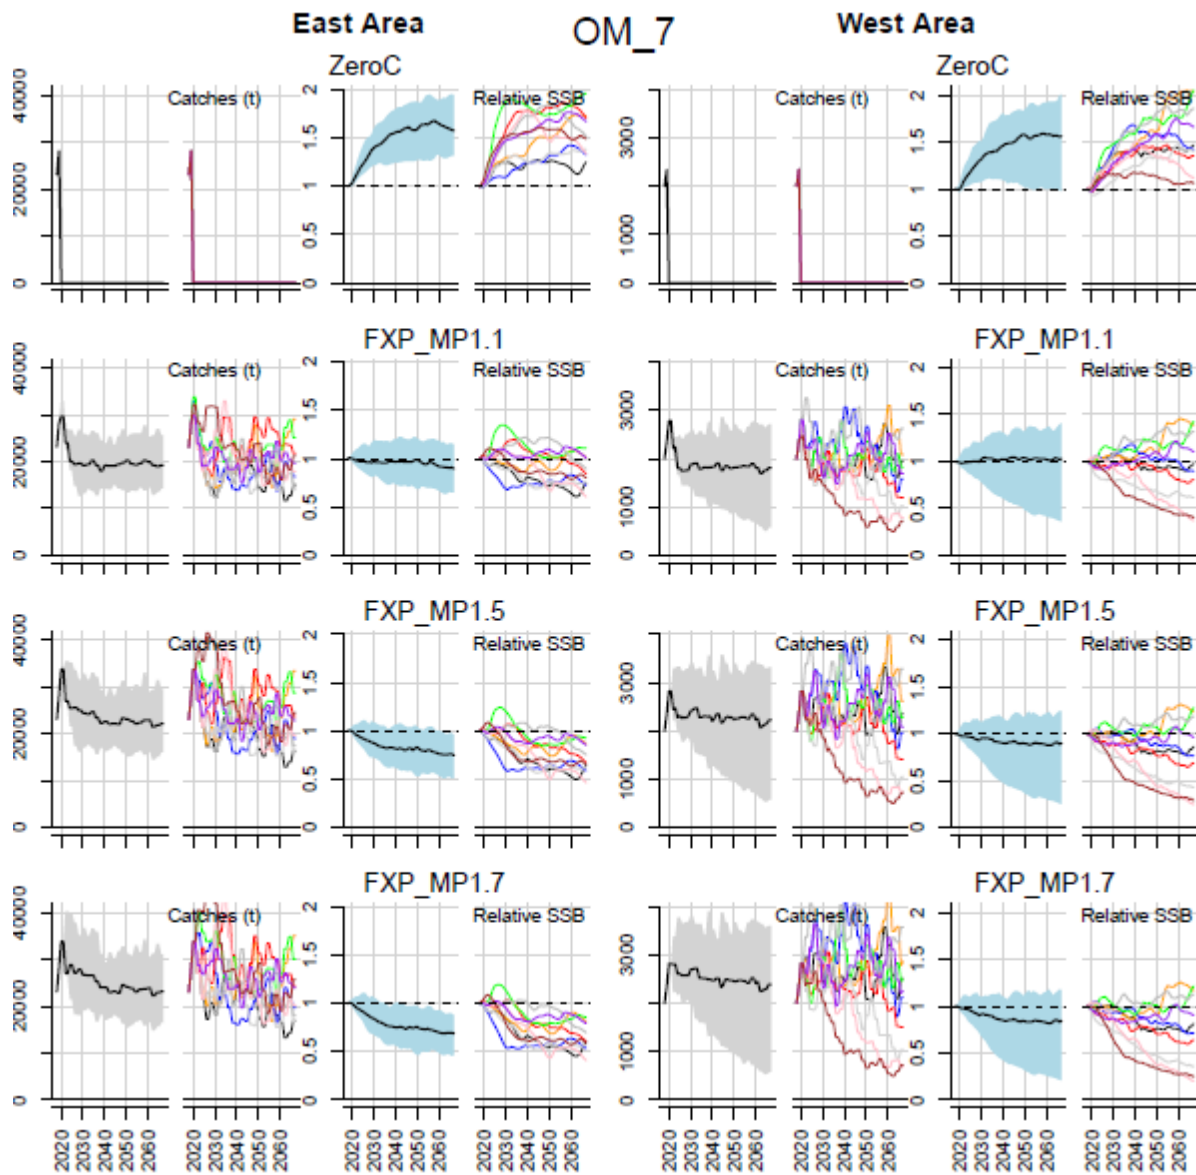 East Area OM_7 West Area
ZeroC ZeroC
Catches (t) Relative SSB Catches (t) Relative SSB
0 20000 40000
0 0.5 1 1.5 2
0 1000 3000
0 0.5 1 1.5 2
FXP_MP1.1 FXP_MP1.1
Catches (t) Relative SSB Catches (t) Relative SSB
0 20000 40000
0 0.5 1 1.5 2
0 1000 3000
0 0.5 1 1.5 2
FXP_MP1.5 FXP_MP1.5
Catches (t) Relative SSB Catches (t) Relative SSB
0 20000 40000
0 0.5 1 1.5 2
0 1000 3000
0 0.5 1 1.5 2
FXP_MP1.7 FXP_MP1.7
Catches (t) Relative SSB Catches (t) Relative SSB
0 20000 40000
0 0.5 1 1.5 2
0 1000 3000
0 0.5 1 1.5 2
2020 2030 2040 2050 2060 2020 2030 2040 2050 2060 2020 2030 2040 2050 2060 2020 2030 2040 2050 2060 2020 2030 2040 2050 2060 2020 2030 2040 2050 2060 2020 2030 2040 2050 2060 2020 2030 2040 2050 2060